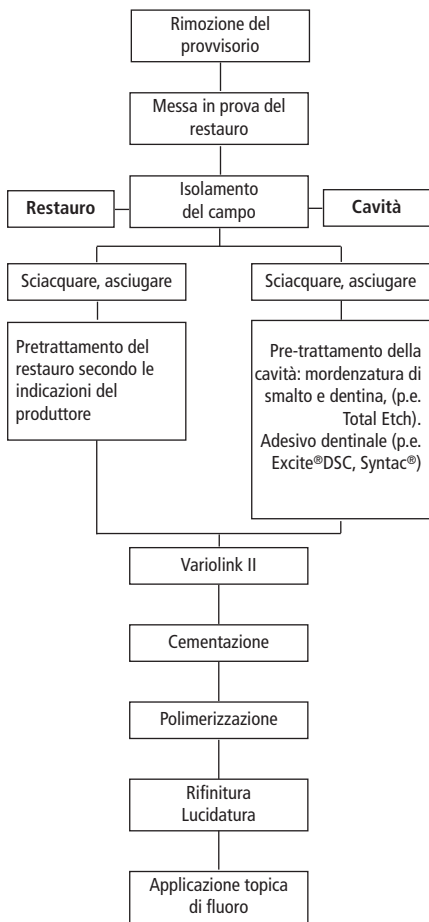 Rimozione del
provvisorio
Messa in prova del
restauro
Restauro
Isolamento
del campo
Cavità
Sciacquare, asciugare
Sciacquare, asciugare
Pretrattamento del
restauro secondo le
indicazioni del
produttore
Pre-trattamento della
cavità: mordenzatura di
smalto e dentina, (p.e.
Total Etch).
Adesivo dentinale (p.e.
Excite®DSC, Syntac®)
Variolink II
Cementazione
Polimerizzazione
Rifinitura
Lucidatura
Applicazione topica
di fluoro